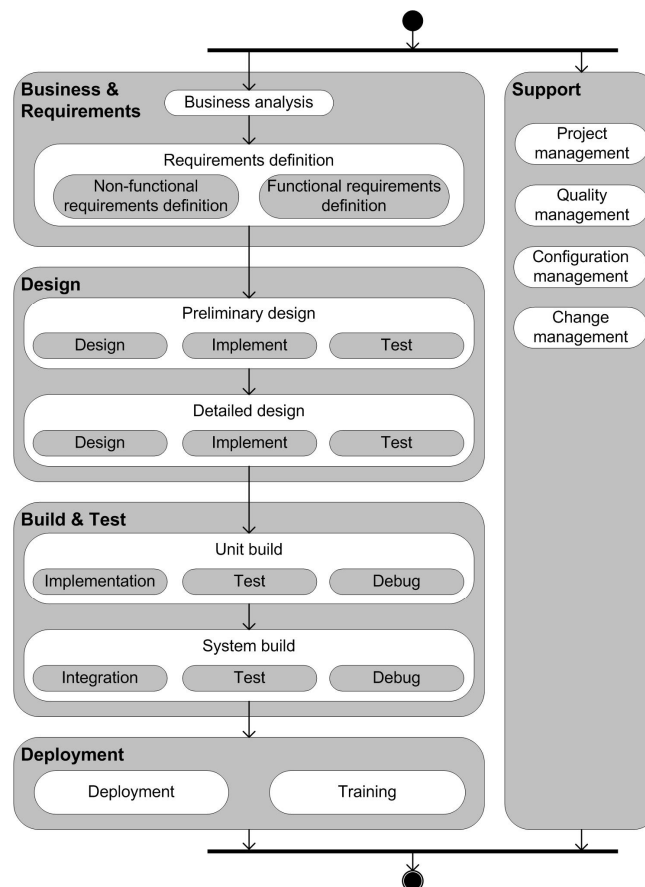 Business &
Requirements
Business analysis
Requirements definition
Non-functional
requirements definition
Functional requirements
definition
Design
Preliminary design
Design
Implement
Test
Detailed design
Design
Implement
Test
Build & Test
Unit build
Implementation
Test
Debug
System build
Integration
Test
Debug
Deployment
Deployment
Training
Support
Project
management
Quality
management
Configuration
management
Change
management